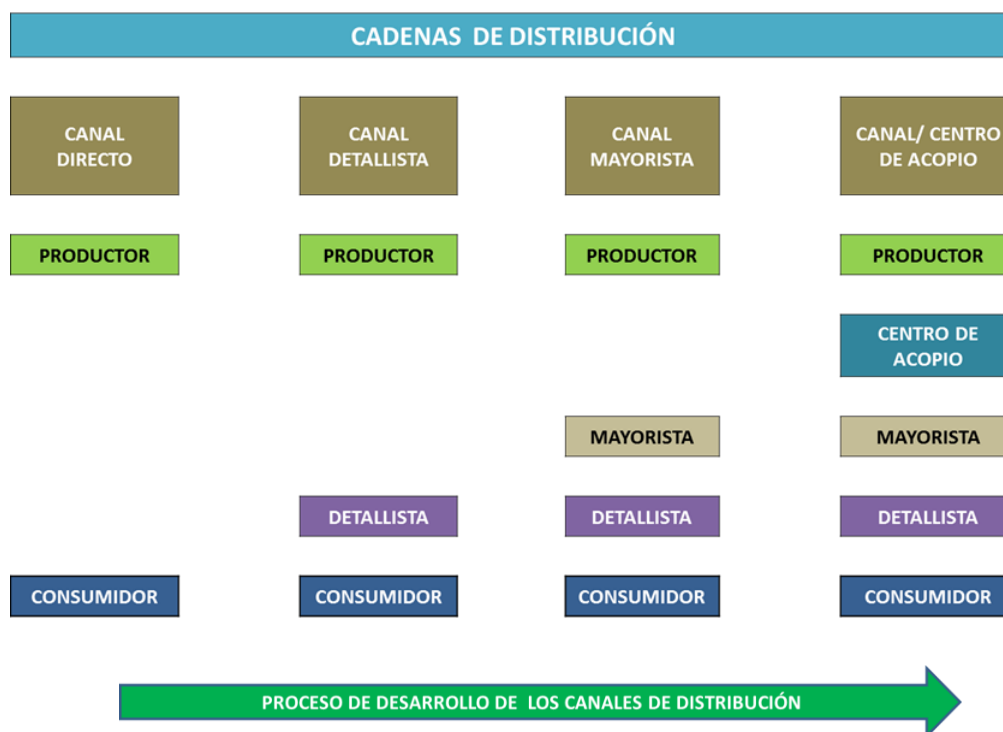 CADENAS DE DISTRIBUCIÓN
CANAL
DIRECTO
CANAL
DETALLISTA
CANAL
MAYORISTA
CANAL/ CENTRO
DE ACOPIO
PRODUCTOR
PRODUCTOR
PRODUCTOR
PRODUCTOR
CENTRO DE
ACOPIO
MAYORISTA
MAYORISTA
DETALLISTA
DETALLISTA
DETALLISTA
CONSUMIDOR
CONSUMIDOR
CONSUMIDOR
CONSUMIDOR
PROCESO DE DESARROLLO DE LOS CANALES DE DISTRIBUCIÓN